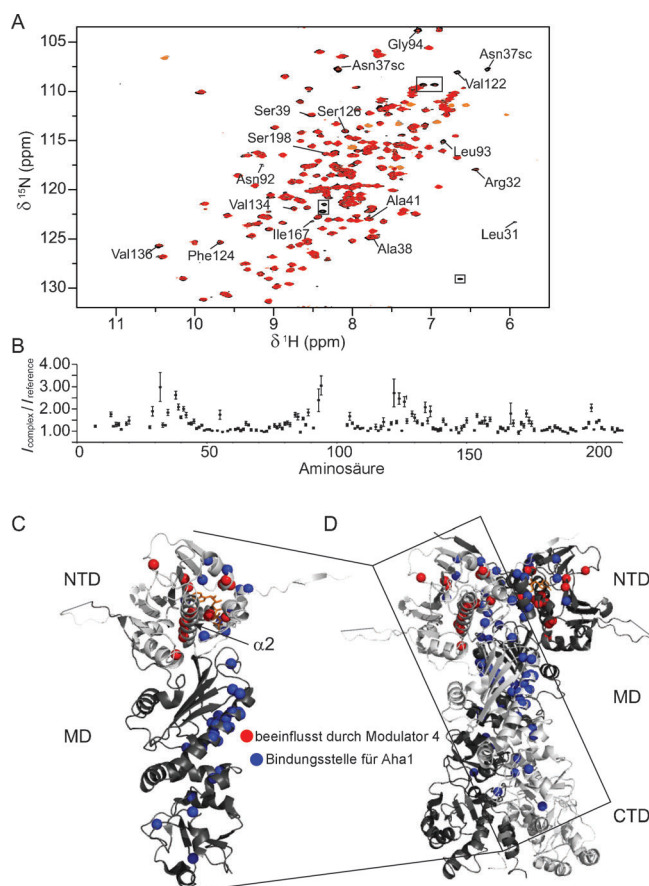 A
105
110
115
120
125
130
δ ¹⁵N (ppm)
11
10
9
8
7
6
δ ¹H (ppm)
Gly94
Asn37sc
Asn37sc
Val122
Ser39
Ser126
Ser198
Leu93
Asn92
Arg32
Val134
Ala41
Ile167
Leu31
Val136
Phe124
Ala38
B
4.00
3.00
2.00
1.00
I complex / I reference
0
50
100
150
200
Aminosäure
C
D
NTD
NTD
α2
MD
MD
beeinflusst durch Modulator 4
Bindungsstelle für Aha1
CTD